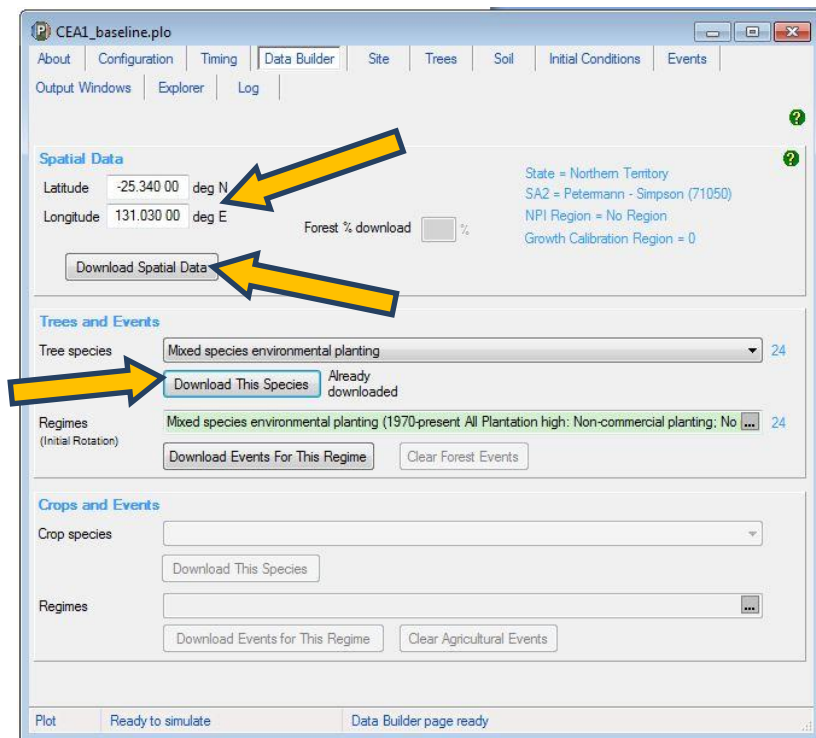 CEA1_baseline.plo
About Configuration Timing Data Builder Site Trees Soil Initial Conditions Events
Output Windows Explorer Log
Spatial Data
Latitude -25.340 00 deg N
Longitude 131.030 00 deg E
Forest % download %
State = Northern Territory
SA2 = Petermann - Simpson (71050)
NPI Region = No Region
Growth Calibration Region = 0
Download Spatial Data
Trees and Events
Tree species Mixed species environmental planting 24
Download This Species Already
downloaded
Regimes Mixed species environmental planting (1970-present All Plantation high: Non-commercial planting; No ... 24
(Initial Rotation)
Download Events For This Regime Clear Forest Events
Crops and Events
Crop species
Download This Species
Regimes ...
Download Events for This Regime Clear Agricultural Events
Plot Ready to simulate Data Builder page ready